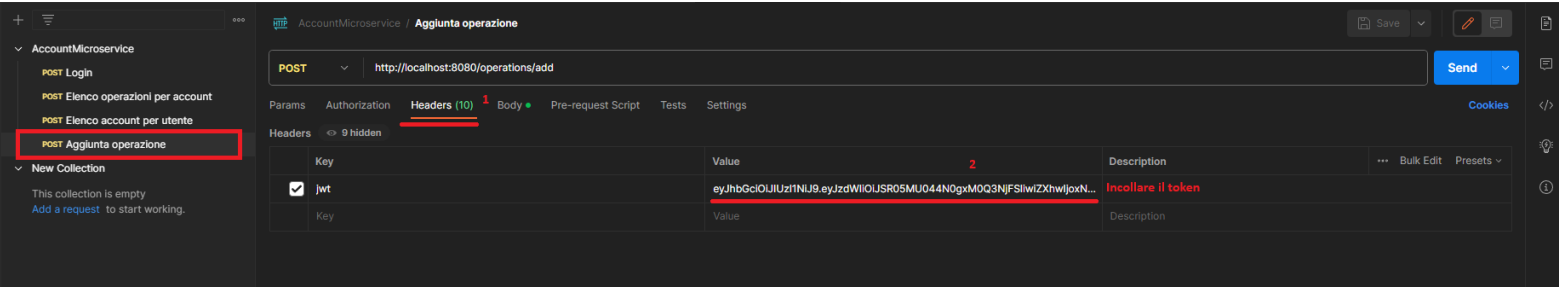 AccountMicroservice
POST Login
POST Elenco operazioni per account
POST Elenco account per utente
POST Aggiunta operazione
New Collection
This collection is empty
Add a request to start working.
HTTP AccountMicroservice / Aggiunta operazione
Save
POST http://localhost:8080/operations/add
Send
Params Authorization Headers (10) 1 Body Pre-request Script Tests Settings Cookies
Headers 9 hidden
Key Value 2 Description Bulk Edit Presets
jwt Incollare il token
Key Value Description